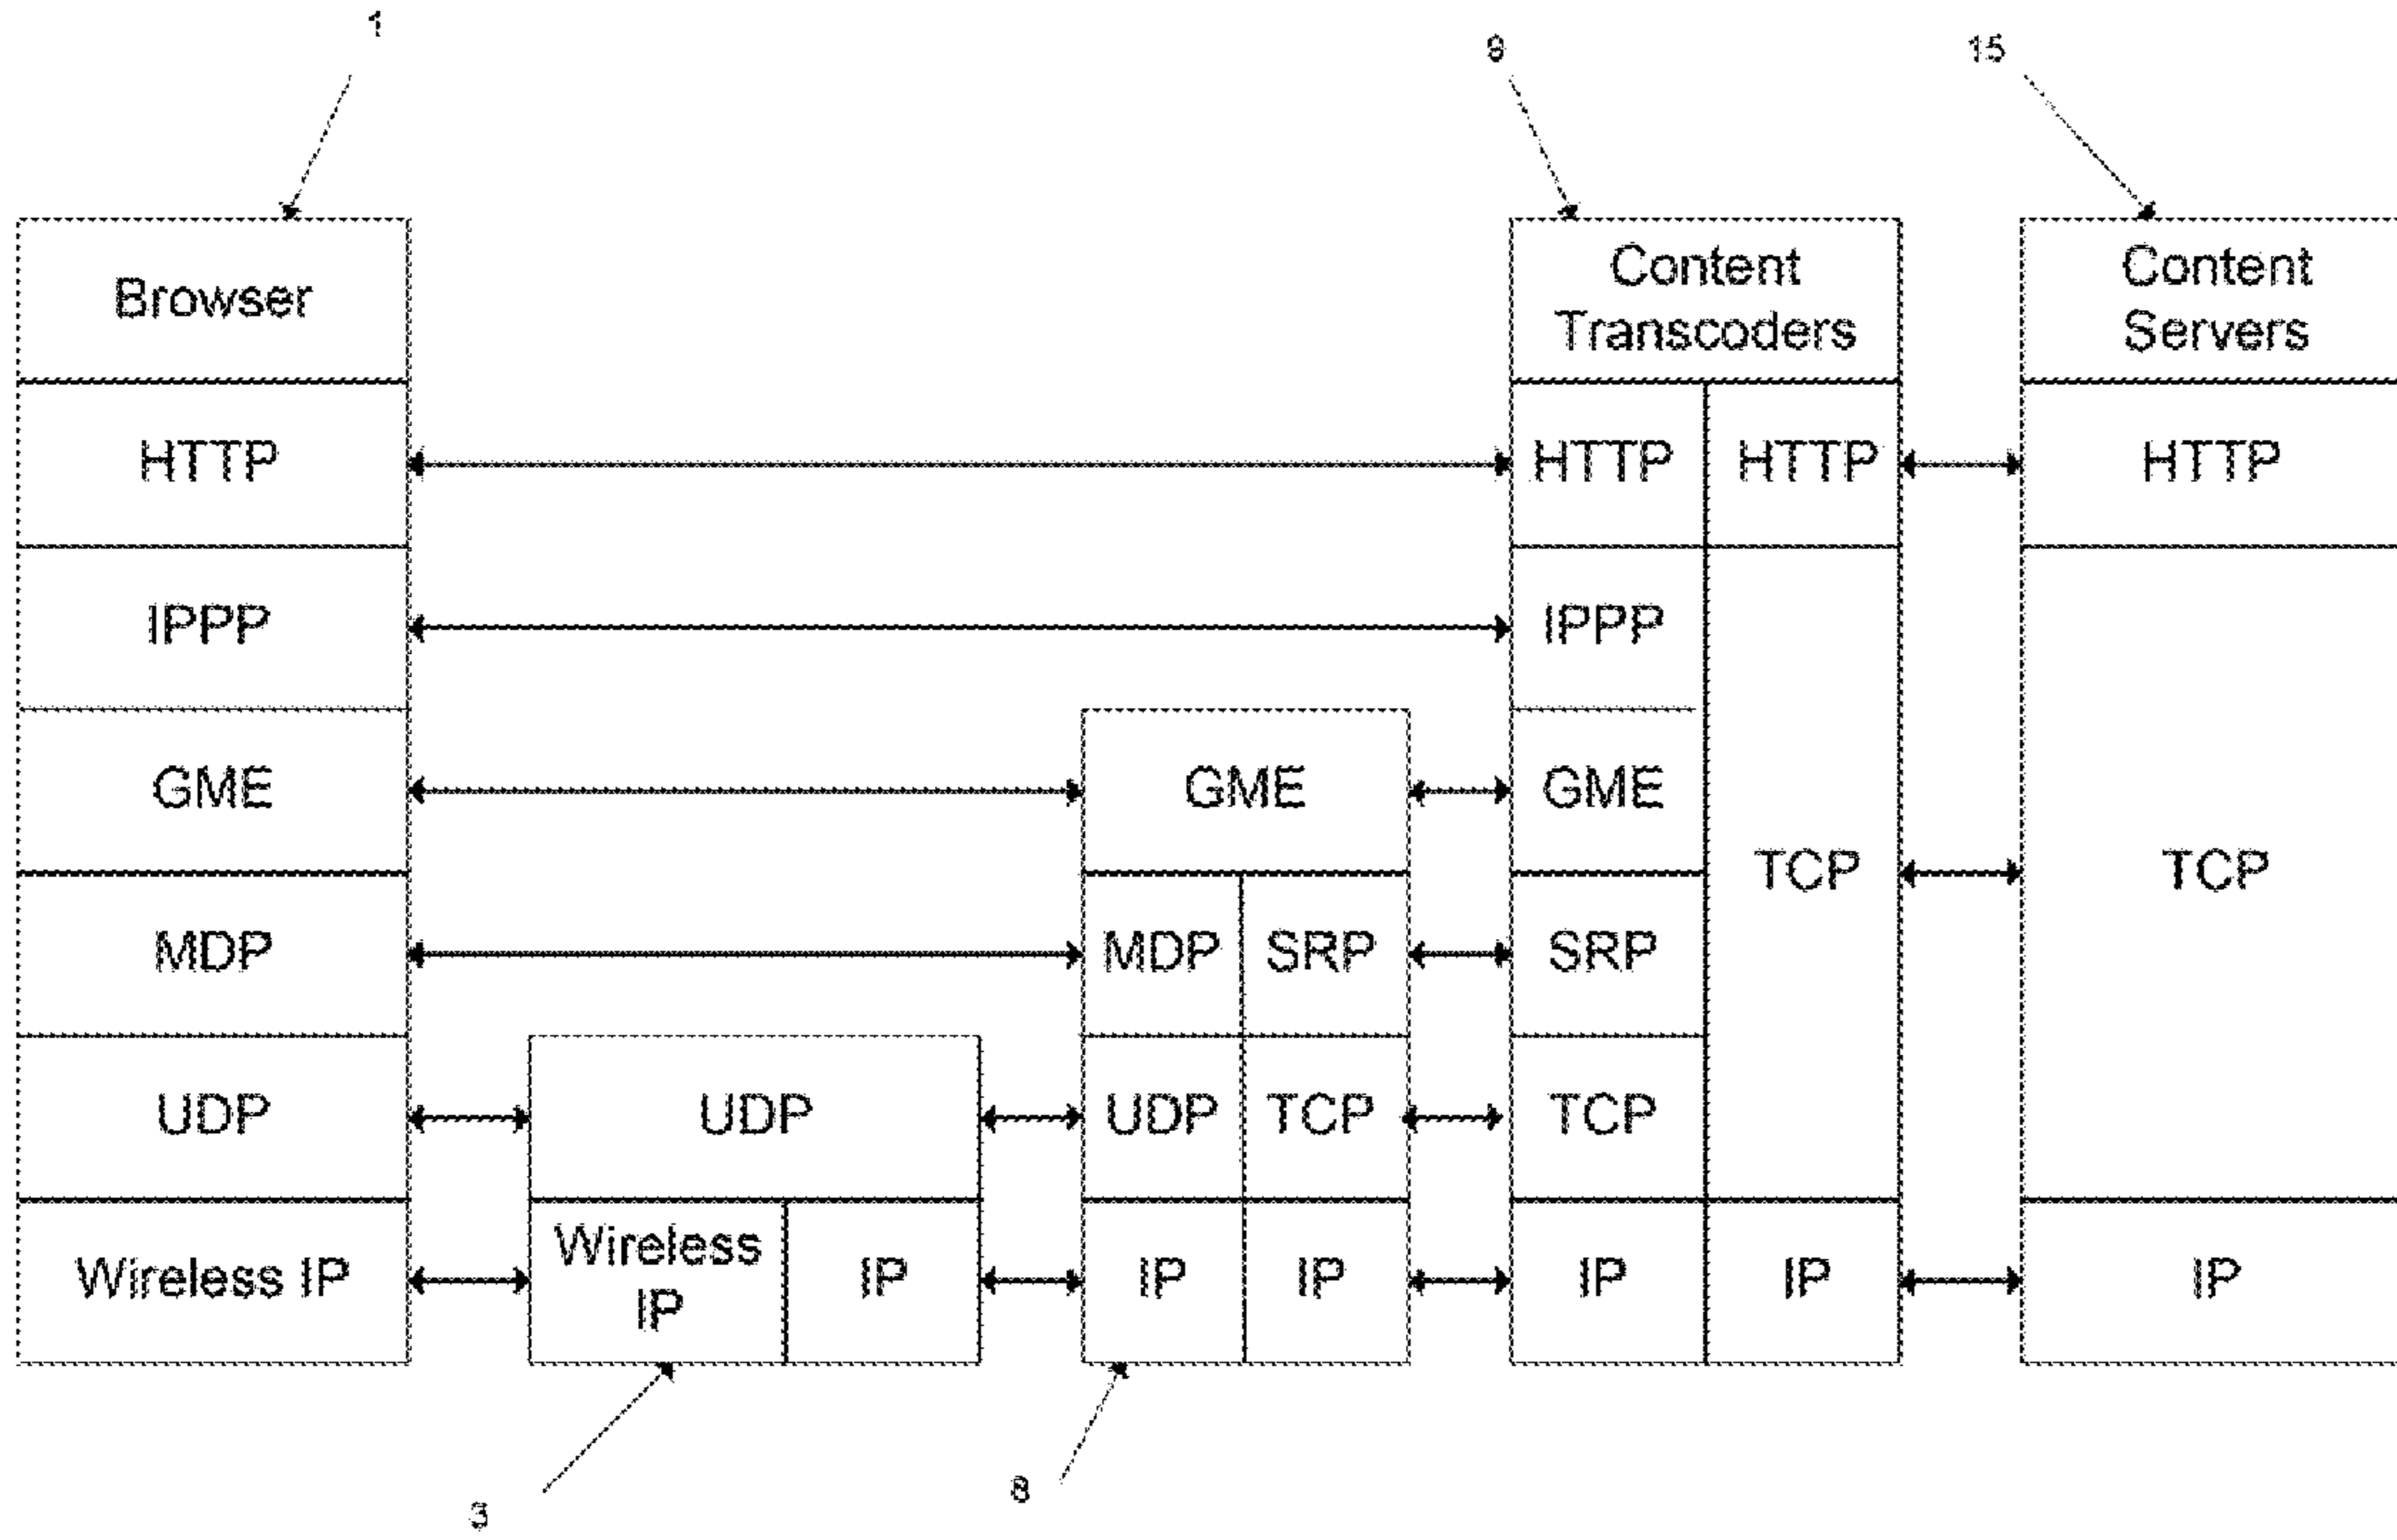 1
9
15
Browser
Content
Transcoders
Content
Servers
HTTP
HTTP
HTTP
HTTP
IPPP
IPPP
GME
GME
GME
TCP
TCP
MDP
MDP
SRP
SRP
UDP
UDP
UDP
TCP
TCP
Wireless IP
Wireless
IP
IP
IP
IP
IP
IP
IP
3
8